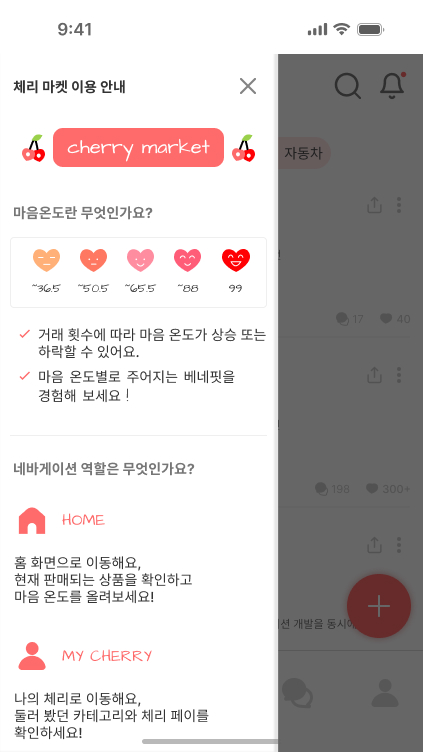 9:41
체리 마켓 이용 안내
cherry market
자동차
마음온도란 무엇인가요?
~36.5 ~50.5 ~65.5 ~88 99
17 40
거래 횟수에 따라 마음 온도가 상승 또는
하락할 수 있어요.
마음 온도별로 주어지는 베네핏을
경험해 보세요 !
네바게이션 역할은 무엇인가요?
198 300+
HOME
홈 화면으로 이동해요,
현재 판매되는 상품을 확인하고
마음 온도를 올려보세요!
션 개발을 동시에
MY CHERRY
나의 체리로 이동해요,
둘러 봤던 카테고리와 체리 페이를
확인하세요!